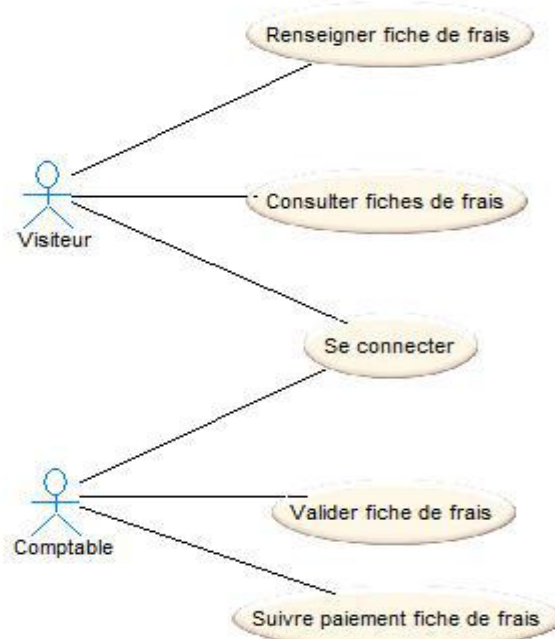 Renseigner fiche de frais
Consulter fiches de frais
Visiteur
Se connecter
Valider fiche de frais
Comptable
Suivre paiement fiche de frais